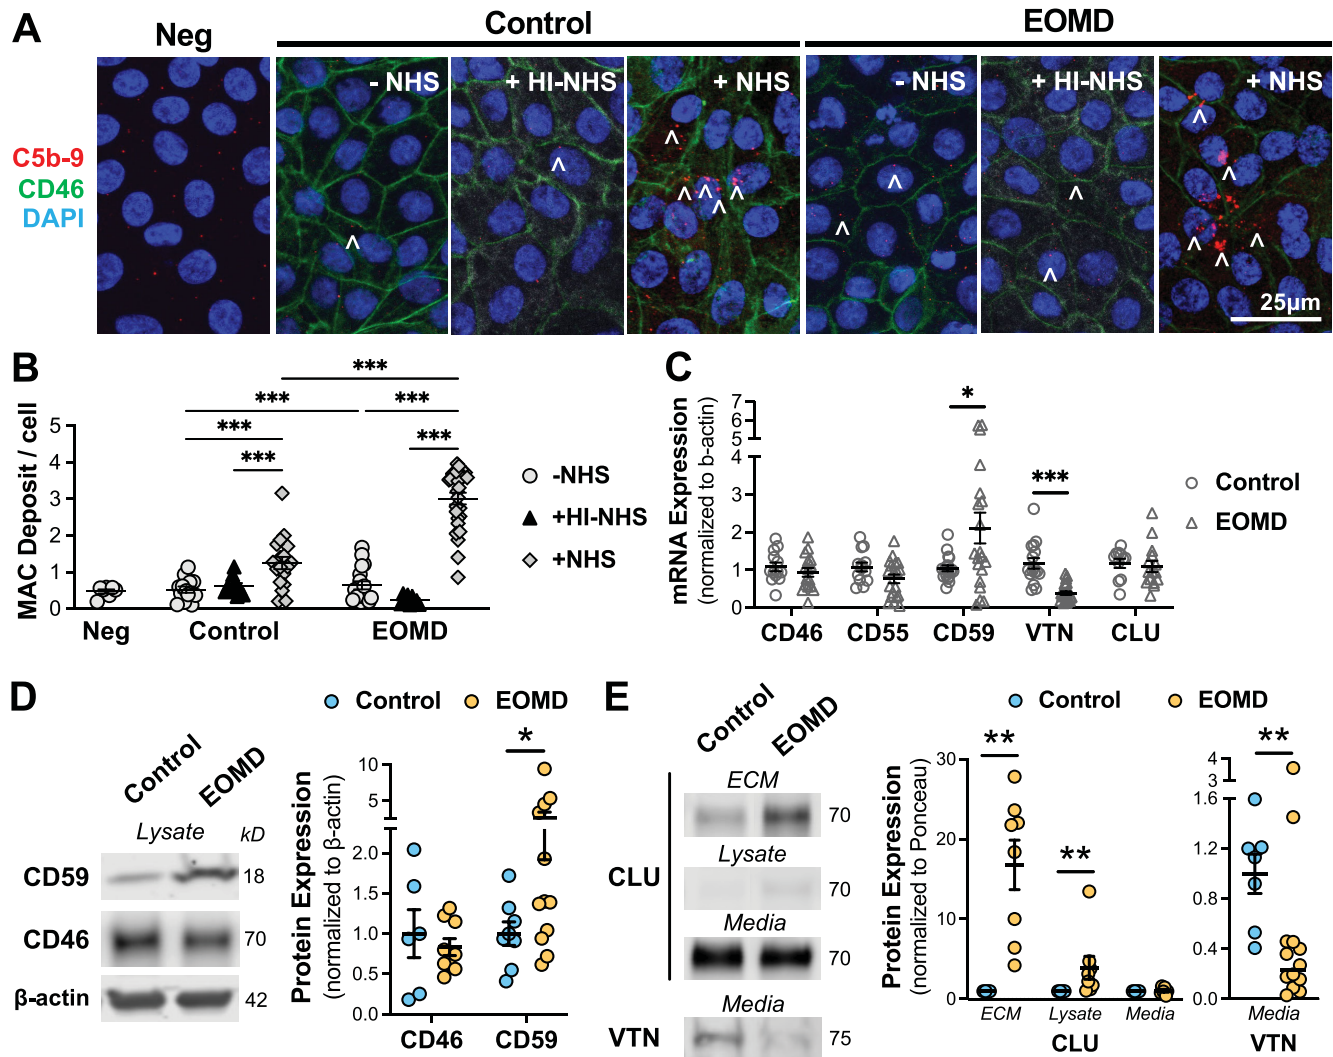 A
Neg
Control
EOMD
C5b-9
CD46
DAPI
- NHS
+ HI-NHS
+ NHS
- NHS
+ HI-NHS
+ NHS
25µm
B
MAC Deposit / cell
5
4
3
2
1
0
***
***
***
***
***
***
Neg
Control
EOMD
-NHS
+HI-NHS
+NHS
C
mRNA Expression
(normalized to b-actin)
7
6
5
4
3
2
1
0
*
***
CD46
CD55
CD59
VTN
CLU
Control
EOMD
D
Control
EOMD
Lysate
kD
CD59
18
CD46
70
β-actin
42
Control
EOMD
Protein Expression
(normalized to β-actin)
10
5
2.0
1.5
1.0
0.5
0.0
*
CD46
CD59
E
Control
EOMD
ECM
70
CLU
Lysate
70
Media
70
Media
VTN
75
Control
EOMD
Protein Expression
(normalized to Ponceau)
30
20
10
0
**
**
ECM
Lysate
Media
CLU
4
3
1.6
1.2
0.8
0.4
0.0
**
Media
VTN